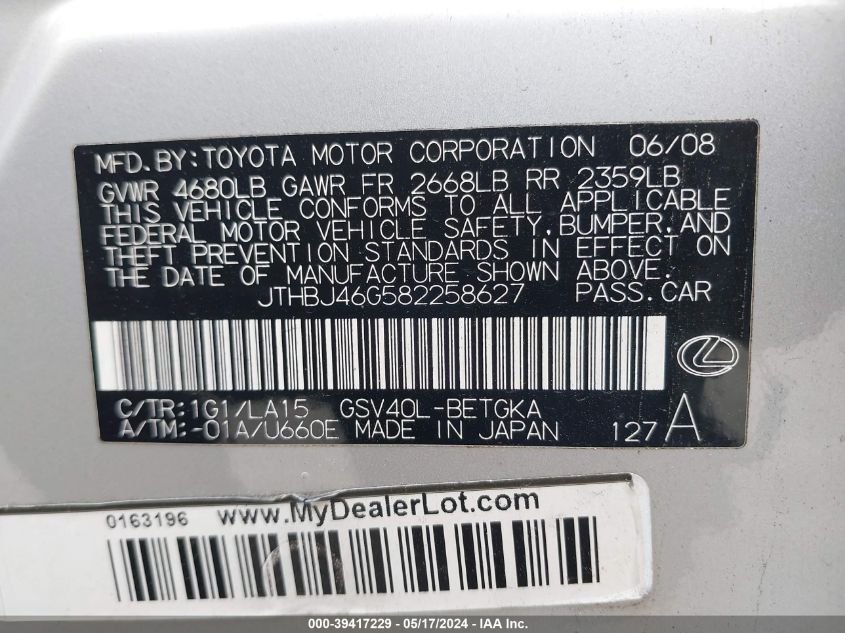 MFD. BY: TOYOTA MOTOR CORPORATION 06/08
GVWR 4680LB GAWR FR 2668LB RR 2359LB
THIS VEHICLE CONFORMS TO ALL APPLICABLE
FEDERAL MOTOR VEHICLE SAFETY, BUMPER, AND
THEFT PREVENTION STANDARDS IN EFFECT ON
THE DATE OF MANUFACTURE SHOWN ABOVE.
JTHBJ46G582258627 PASS. CAR
C/TR: 1G1/LA15 GSV40L-BETGKA
A/TM: -01A/U660E MADE IN JAPAN 127 A
0163196 www.MyDealerLot.com
000-39417229 - 05/17/2024 - IAA Inc.